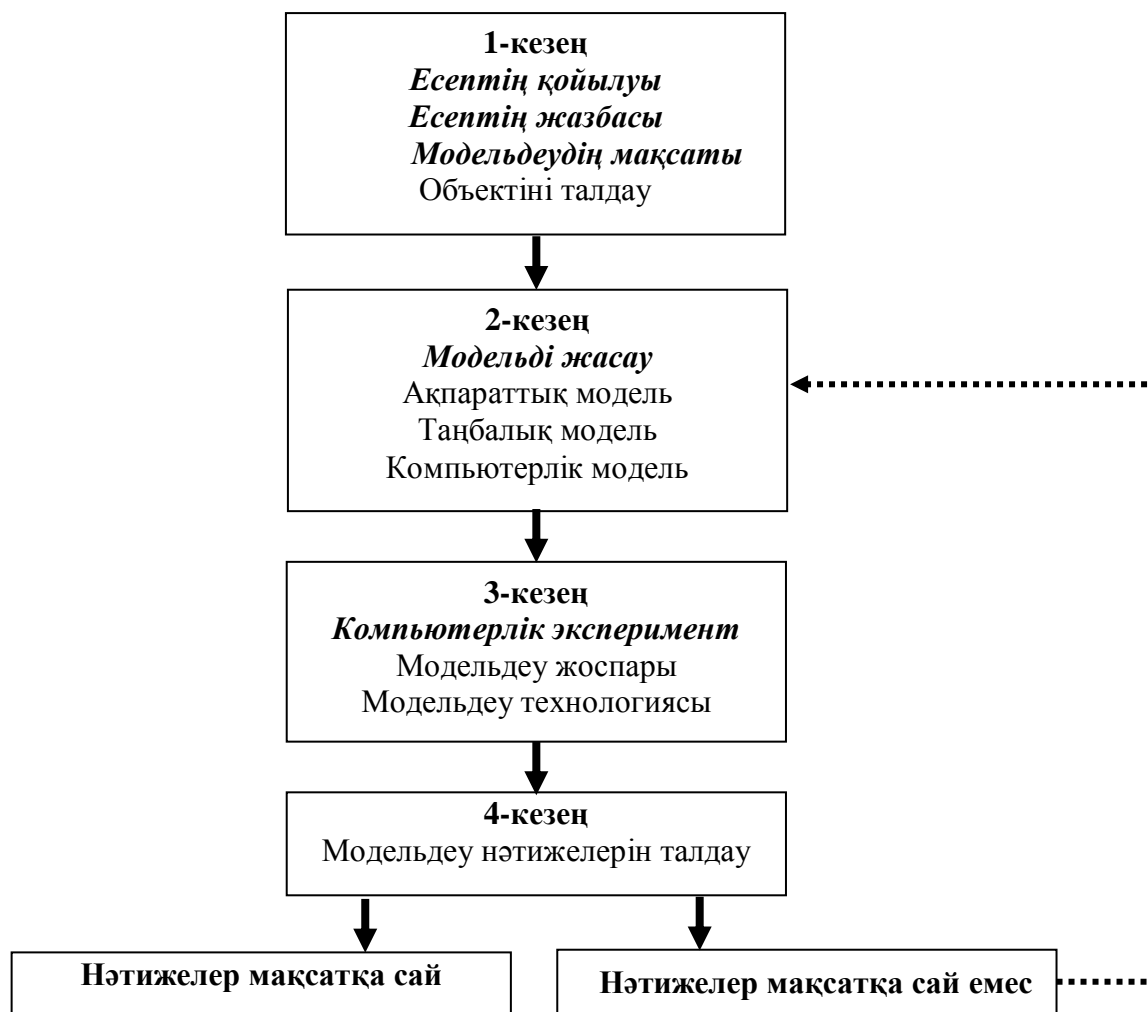 1-кезең
Есептің қойылуы
Есептің жазбасы
Модельдеудің мақсаты
Объектіні талдау
2-кезең
Модельді жасау
Ақпараттық модель
Таңбалық модель
Компьютерлік модель
3-кезең
Компьютерлік эксперимент
Модельдеу жоспары
Модельдеу технологиясы
4-кезең
Модельдеу нәтижелерін талдау
Нәтижелер мақсатқа сай
Нәтижелер мақсатқа сай емес